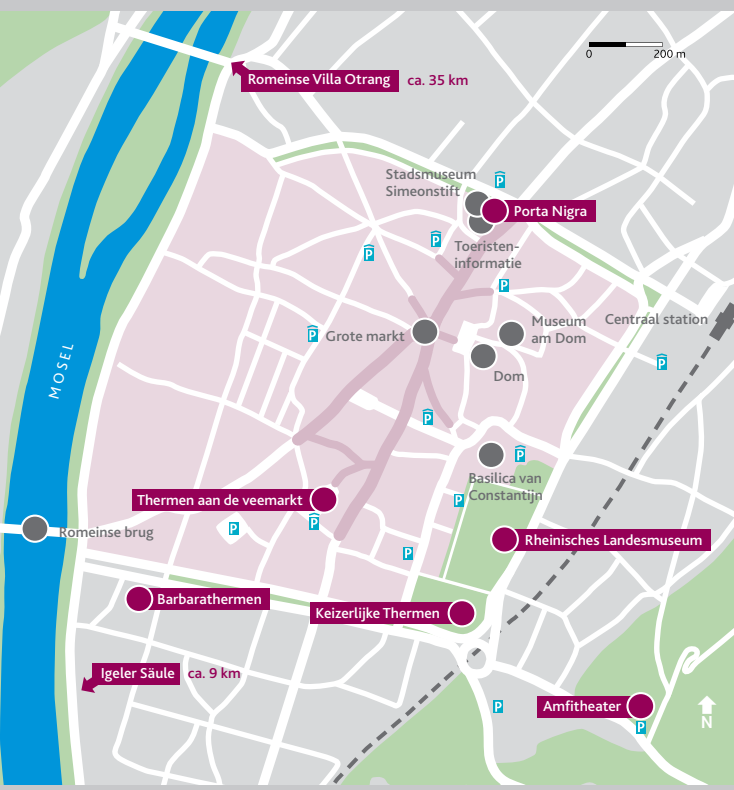 0
200 m
Romeinse Villa Otrang
ca. 35 km
Stadsmuseum
Simeonstift
P
Porta Nigra
P
P
Toeristen-
informatie
P
Centraal station
Museum
am Dom
P
Grote markt
MOSEL
P
Dom
P
P
Basilica van
Constantijn
P
Thermen aan de veemarkt
P
P
Romeinse brug
Rheinisches Landesmuseum
P
Barbarathermen
Keizerlijke Thermen
Igeler Säule
ca. 9 km
P
Amfitheater
P
N